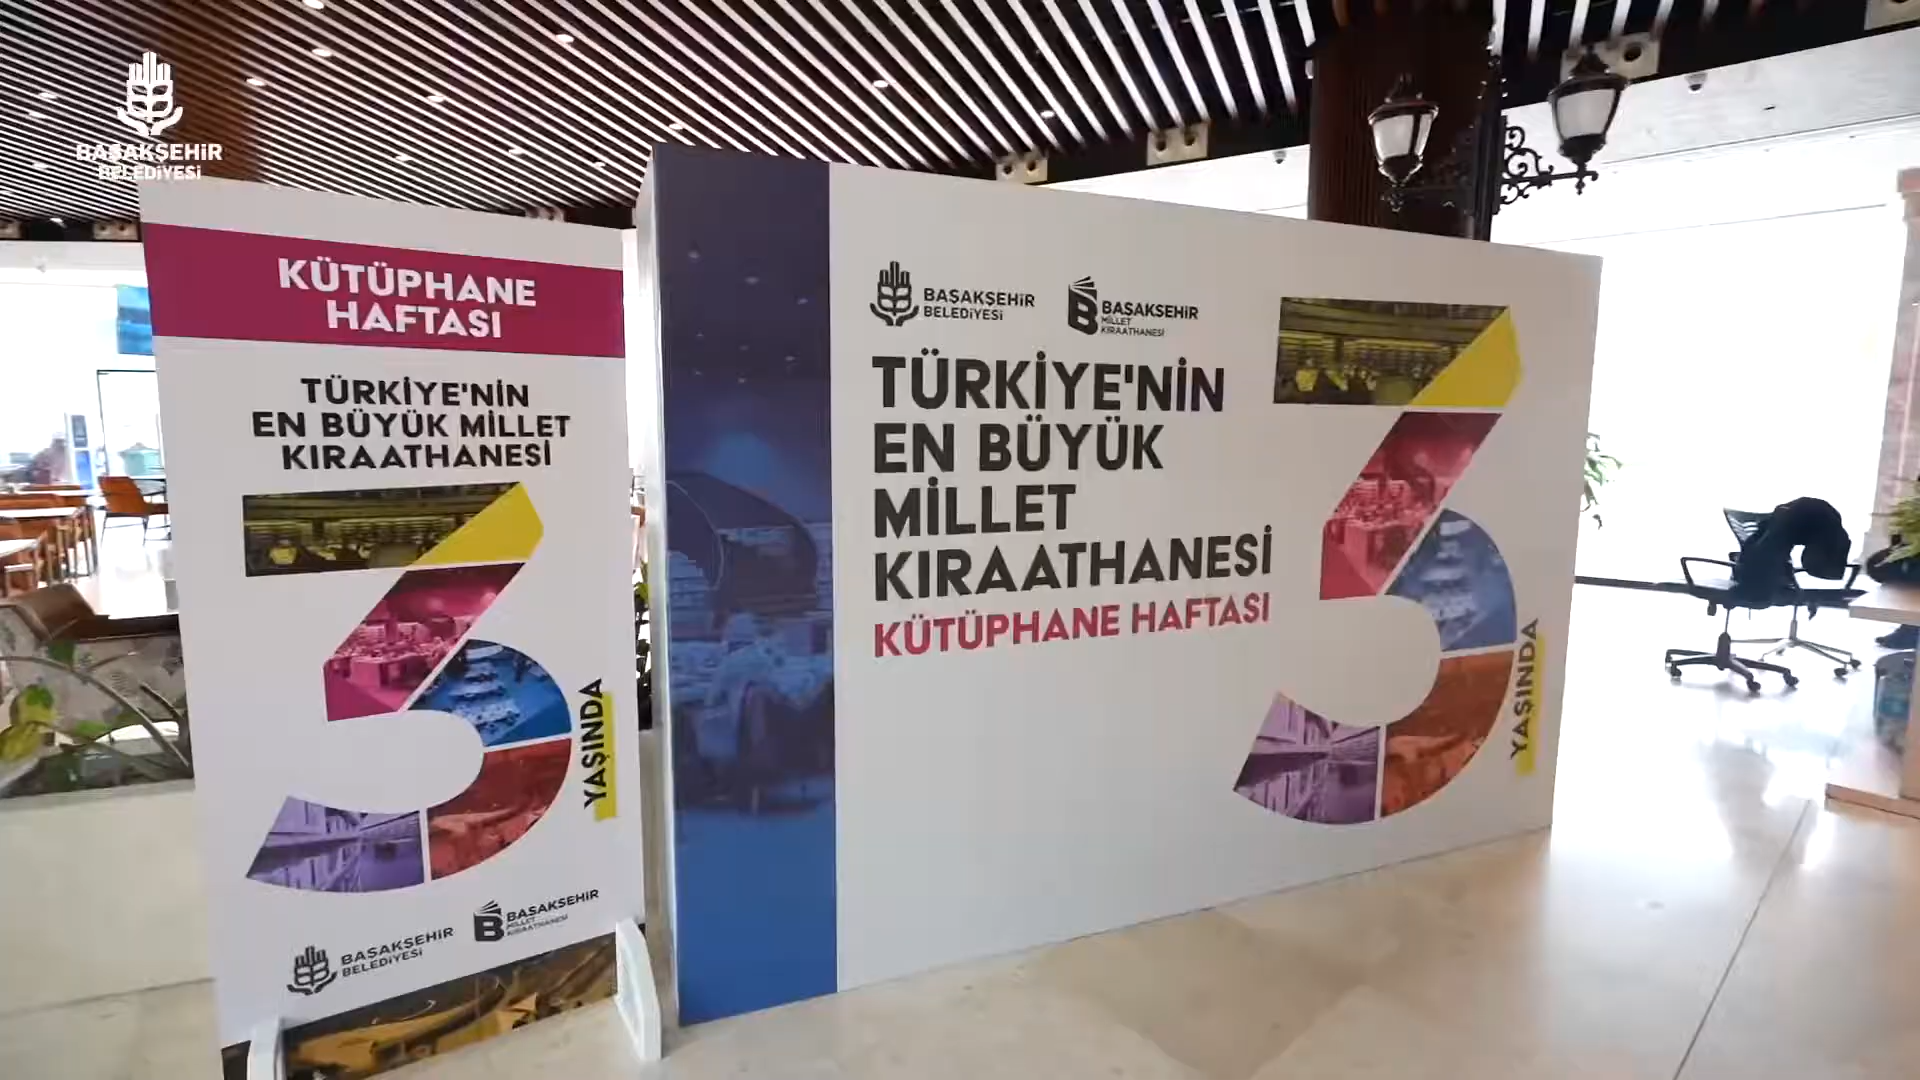 BAŞAKŞEHİR
BELEDİYESİ
KÜTÜPHANE
HAFTASI
TÜRKİYE'NİN
EN BÜYÜK MİLLET
KIRAATHANESİ
3
YAŞINDA
BAŞAKŞEHİR
BELEDİYESİ
BAŞAKŞEHİR
MİLLET
KIRAATHANESİ
BAŞAKŞEHİR
BELEDİYESİ
BAŞAKŞEHİR
MİLLET
KIRAATHANESİ
TÜRKİYE'NİN
EN BÜYÜK
MİLLET
KIRAATHANESİ
KÜTÜPHANE HAFTASI
3
YAŞINDA